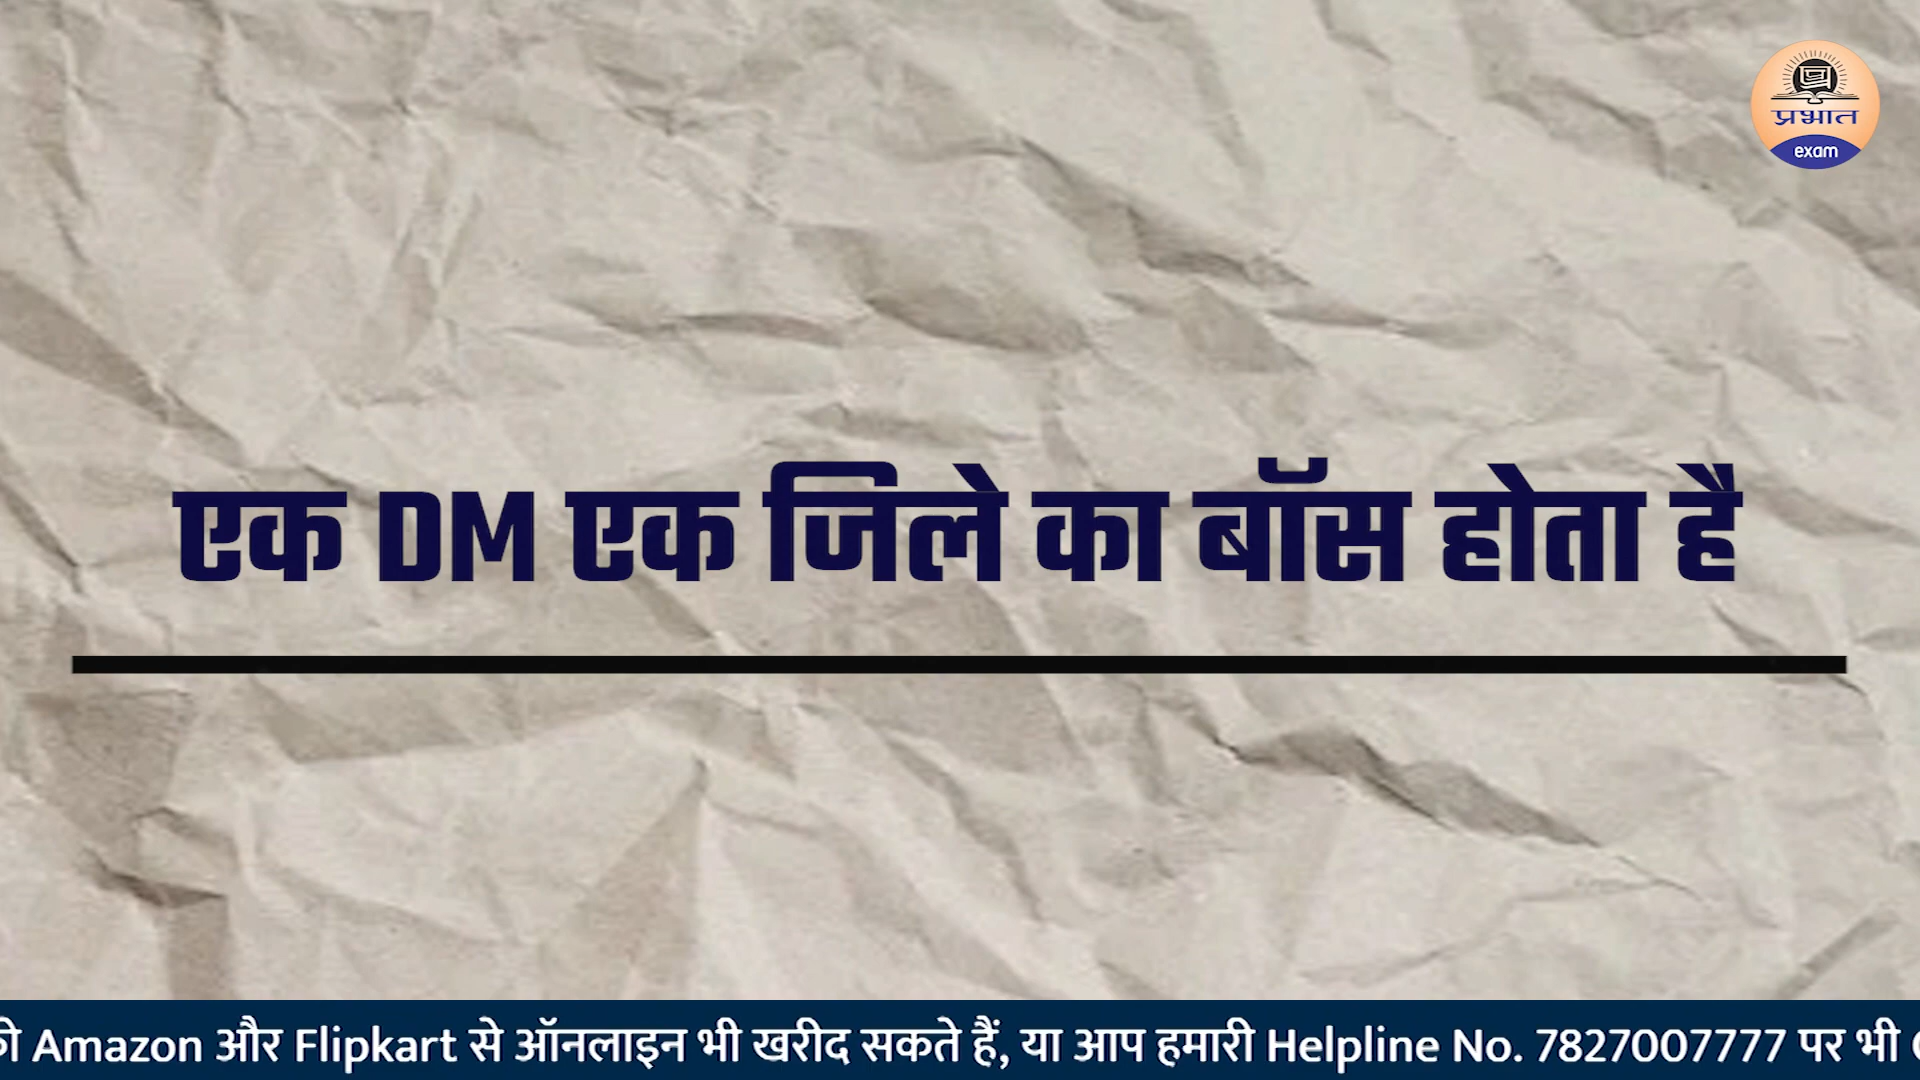 प्रभात
exam
एक DM एक जिले का बॉस होता है
Amazon और Flipkart से ऑनलाइन भी खरीद सकते हैं, या आप हमारी Helpline No. 7827007777 पर भी